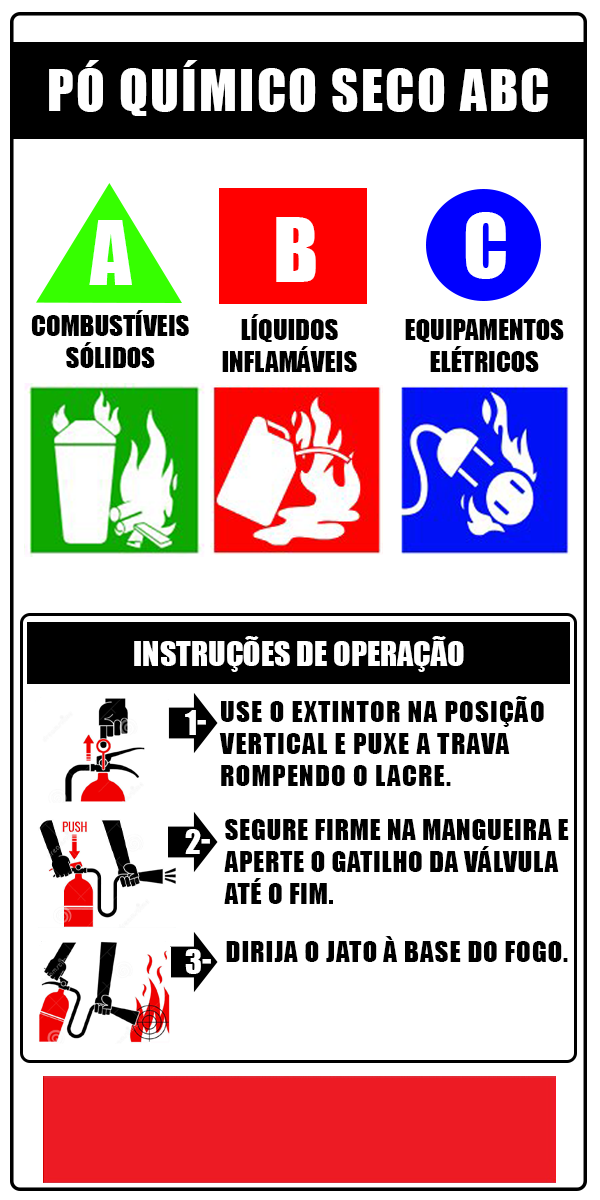 PÓ QUÍMICO SECO ABC
A
B
C
COMBUSTÍVEIS
SÓLIDOS
LÍQUIDOS
INFLAMÁVEIS
EQUIPAMENTOS
ELÉTRICOS
INSTRUÇÕES DE OPERAÇÃO
1-
USE O EXTINTOR NA POSIÇÃO
VERTICAL E PUXE A TRAVA
ROMPENDO O LACRE.
PUSH
2-
SEGURE FIRME NA MANGUEIRA E
APERTE O GATILHO DA VÁLVULA
ATÉ O FIM.
3-
DIRIJA O JATO À BASE DO FOGO.